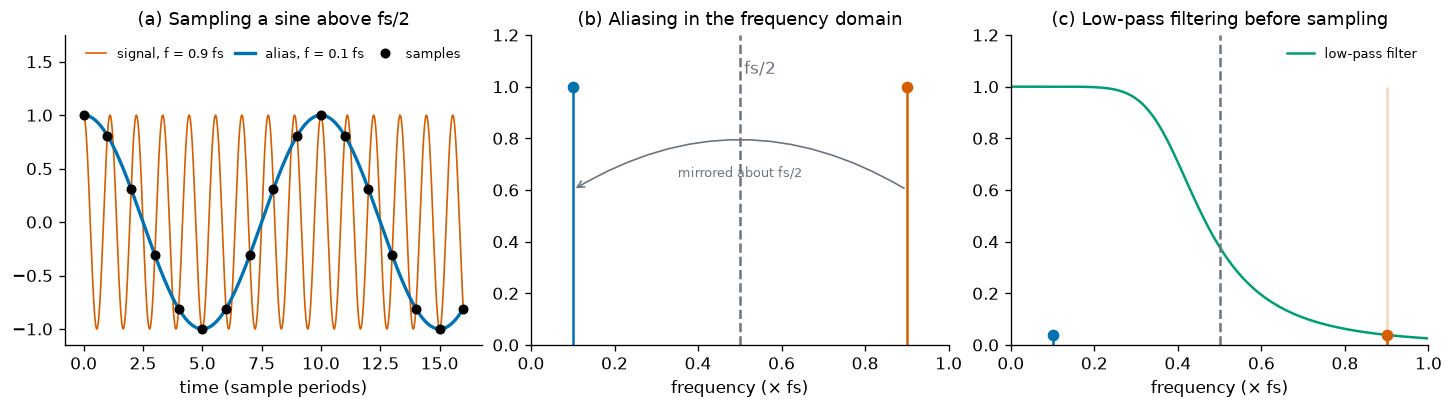 (a) Sampling a sine above fs/2
signal, f = 0.9 fs
alias, f = 0.1 fs
samples
1.5
1.0
0.5
0.0
−0.5
−1.0
0.0 2.5 5.0 7.5 10.0 12.5 15.0
time (sample periods)
(b) Aliasing in the frequency domain
fs/2
mirrored about fs/2
1.2
1.0
0.8
0.6
0.4
0.2
0.0
0.0 0.2 0.4 0.6 0.8 1.0
frequency (× fs)
(c) Low-pass filtering before sampling
low-pass filter
1.2
1.0
0.8
0.6
0.4
0.2
0.0
0.0 0.2 0.4 0.6 0.8 1.0
frequency (× fs)